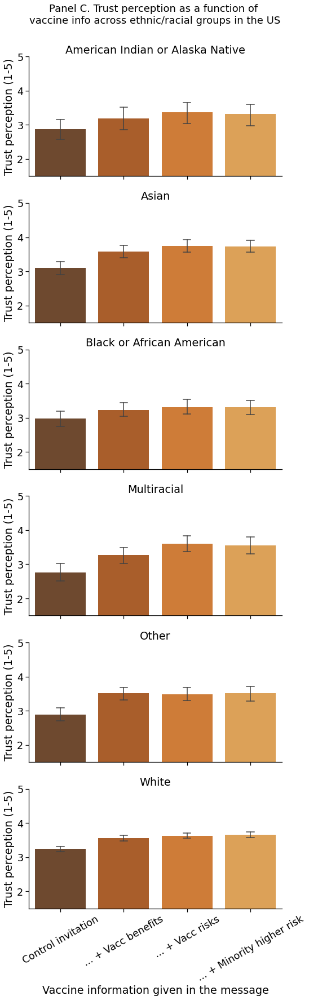 Panel C. Trust perception as a function of
vaccine info across ethnic/racial groups in the US
American Indian or Alaska Native
5
4
3
2
Trust perception (1-5)
Asian
5
4
3
2
Trust perception (1-5)
Black or African American
5
4
3
2
Trust perception (1-5)
Multiracial
5
4
3
2
Trust perception (1-5)
Other
5
4
3
2
Trust perception (1-5)
White
5
4
3
2
Trust perception (1-5)
Control invitation
... + Vacc benefits
... + Vacc risks
... + Minority higher risk
Vaccine information given in the message